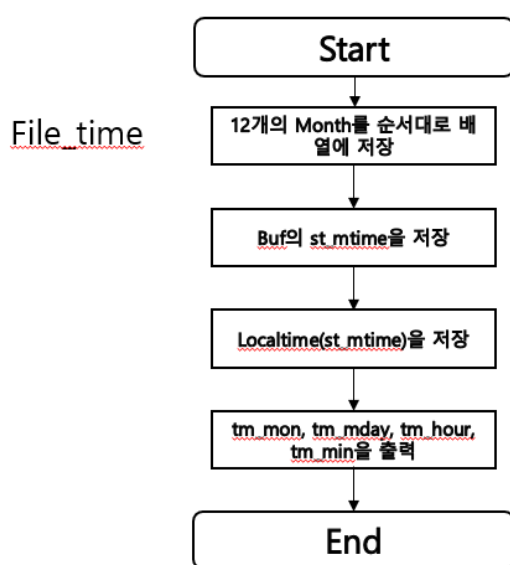 Start
File_time
12개의 Month를 순서대로 배
열에 저장
Buf의 st_mtime을 저장
Localtime(st_mtime)을 저장
tm_mon, tm_mday, tm_hour,
tm_min을 출력
End